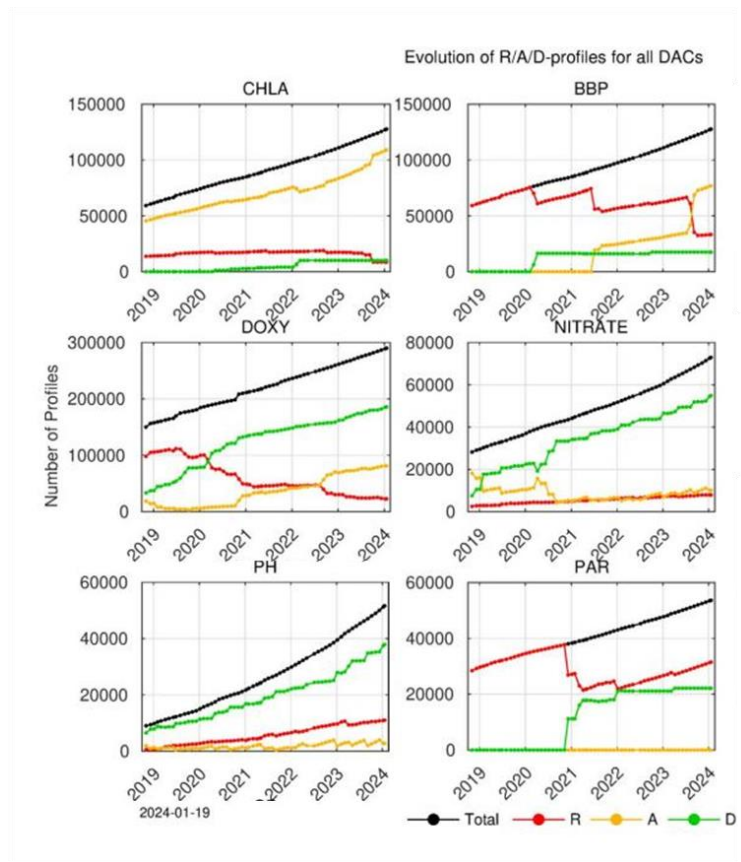 Evolution of R/A/D-profiles for all DACs
CHLA
150000
100000
50000
0
2019 2020 2021 2022 2023 2024
BBP
150000
100000
50000
0
2019 2020 2021 2022 2023 2024
Number of Profiles
DOXY
300000
200000
100000
0
2019 2020 2021 2022 2023 2024
NITRATE
80000
60000
40000
20000
0
2019 2020 2021 2022 2023 2024
PH
60000
40000
20000
0
2019 2020 2021 2022 2023 2024
PAR
60000
40000
20000
0
2019 2020 2021 2022 2023 2024
2024-01-19
Total R A D